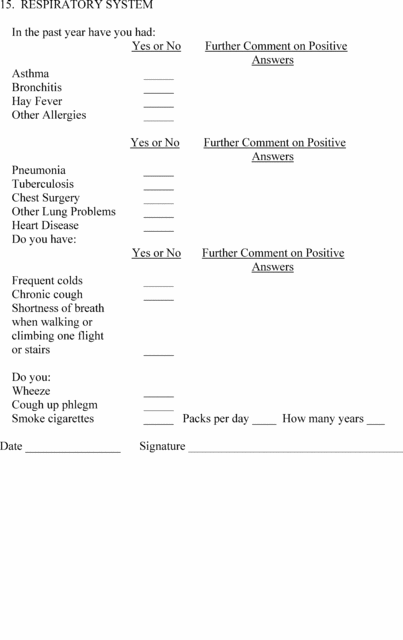 15. RESPIRATORY SYSTEM
In the past year have you had:
Yes or No Further Comment on Positive
Answers
Asthma _____
Bronchitis _____
Hay Fever _____
Other Allergies _____
Yes or No Further Comment on Positive
Answers
Pneumonia _____
Tuberculosis _____
Chest Surgery _____
Other Lung Problems _____
Heart Disease _____
Do you have:
Yes or No Further Comment on Positive
Answers
Frequent colds _____
Chronic cough _____
Shortness of breath
when walking or
climbing one flight
or stairs _____
Do you:
Wheeze _____
Cough up phlegm _____
Smoke cigarettes _____ Packs per day ____ How many years ___
Date ________________ Signature ____________________________________